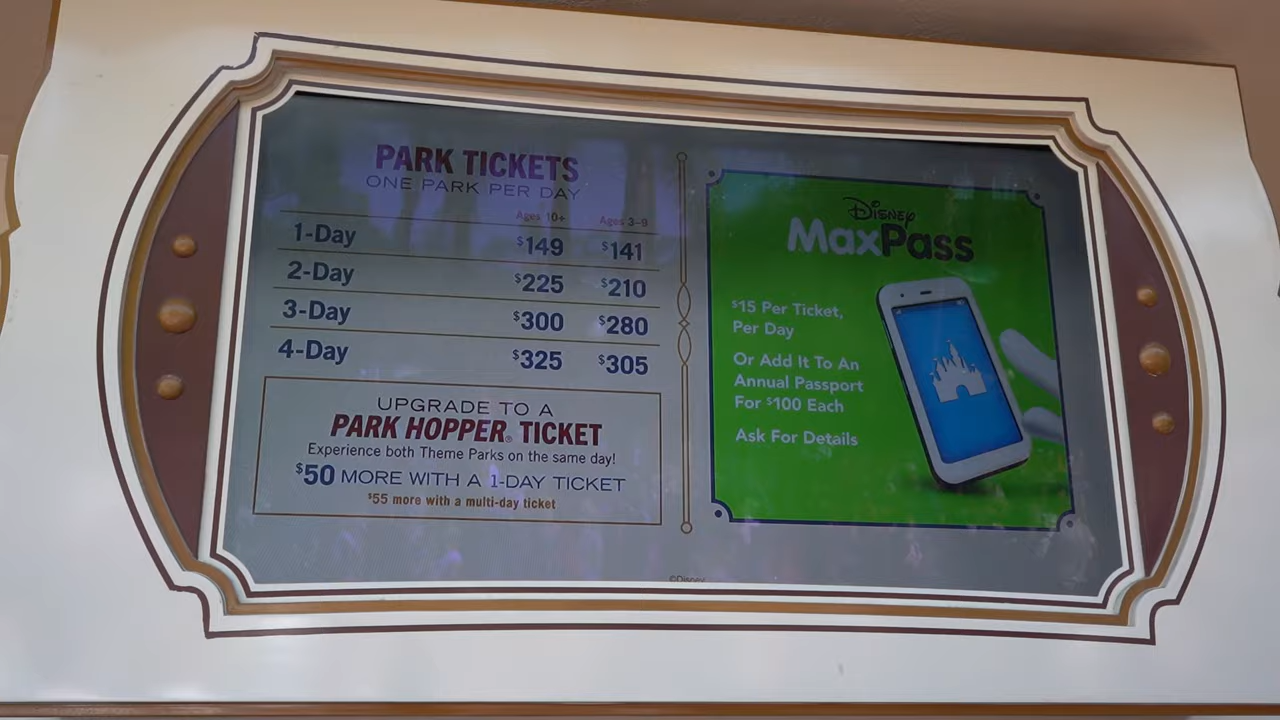 PARK TICKETS
ONE PARK PER DAY
Ages 10+ Ages 3-9
1-Day $149 $141
2-Day $225 $210
3-Day $300 $280
4-Day $325 $305
UPGRADE TO A
PARK HOPPER® TICKET
Experience both Theme Parks on the same day!
$50 MORE WITH A 1-DAY TICKET
$55 more with a multi-day ticket
DISNEY
MaxPass
$15 Per Ticket,
Per Day
Or Add It To An
Annual Passport
For $100 Each
Ask For Details
©Disney